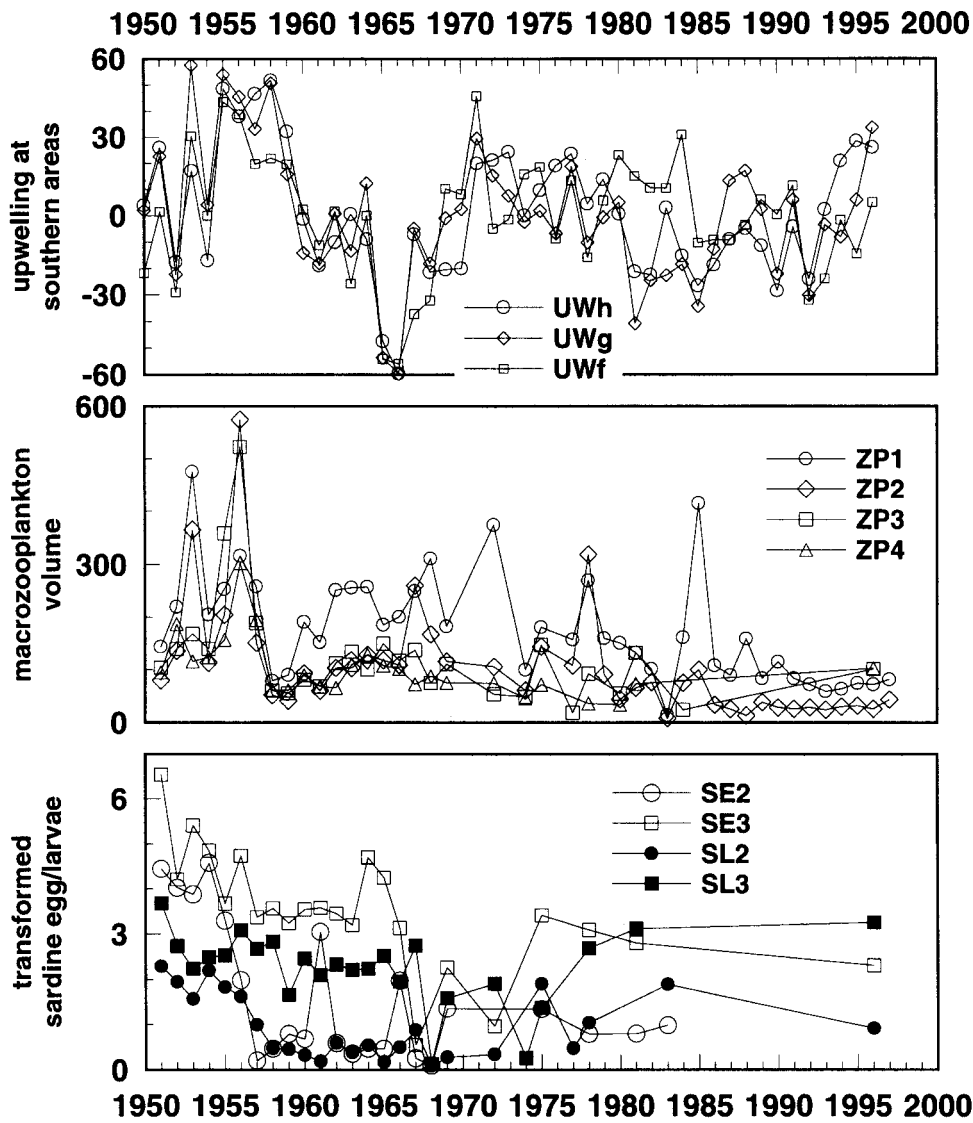 1950 1955 1960 1965 1970 1975 1980 1985 1990 1995 2000
upwelling at
southern areas
60
30
0
-30
-60
UWh
UWg
UWf
macrozooplankton
volume
600
300
0
ZP1
ZP2
ZP3
ZP4
transformed
sardine egg/larvae
6
3
0
SE2
SE3
SL2
SL3
1950 1955 1960 1965 1970 1975 1980 1985 1990 1995 2000